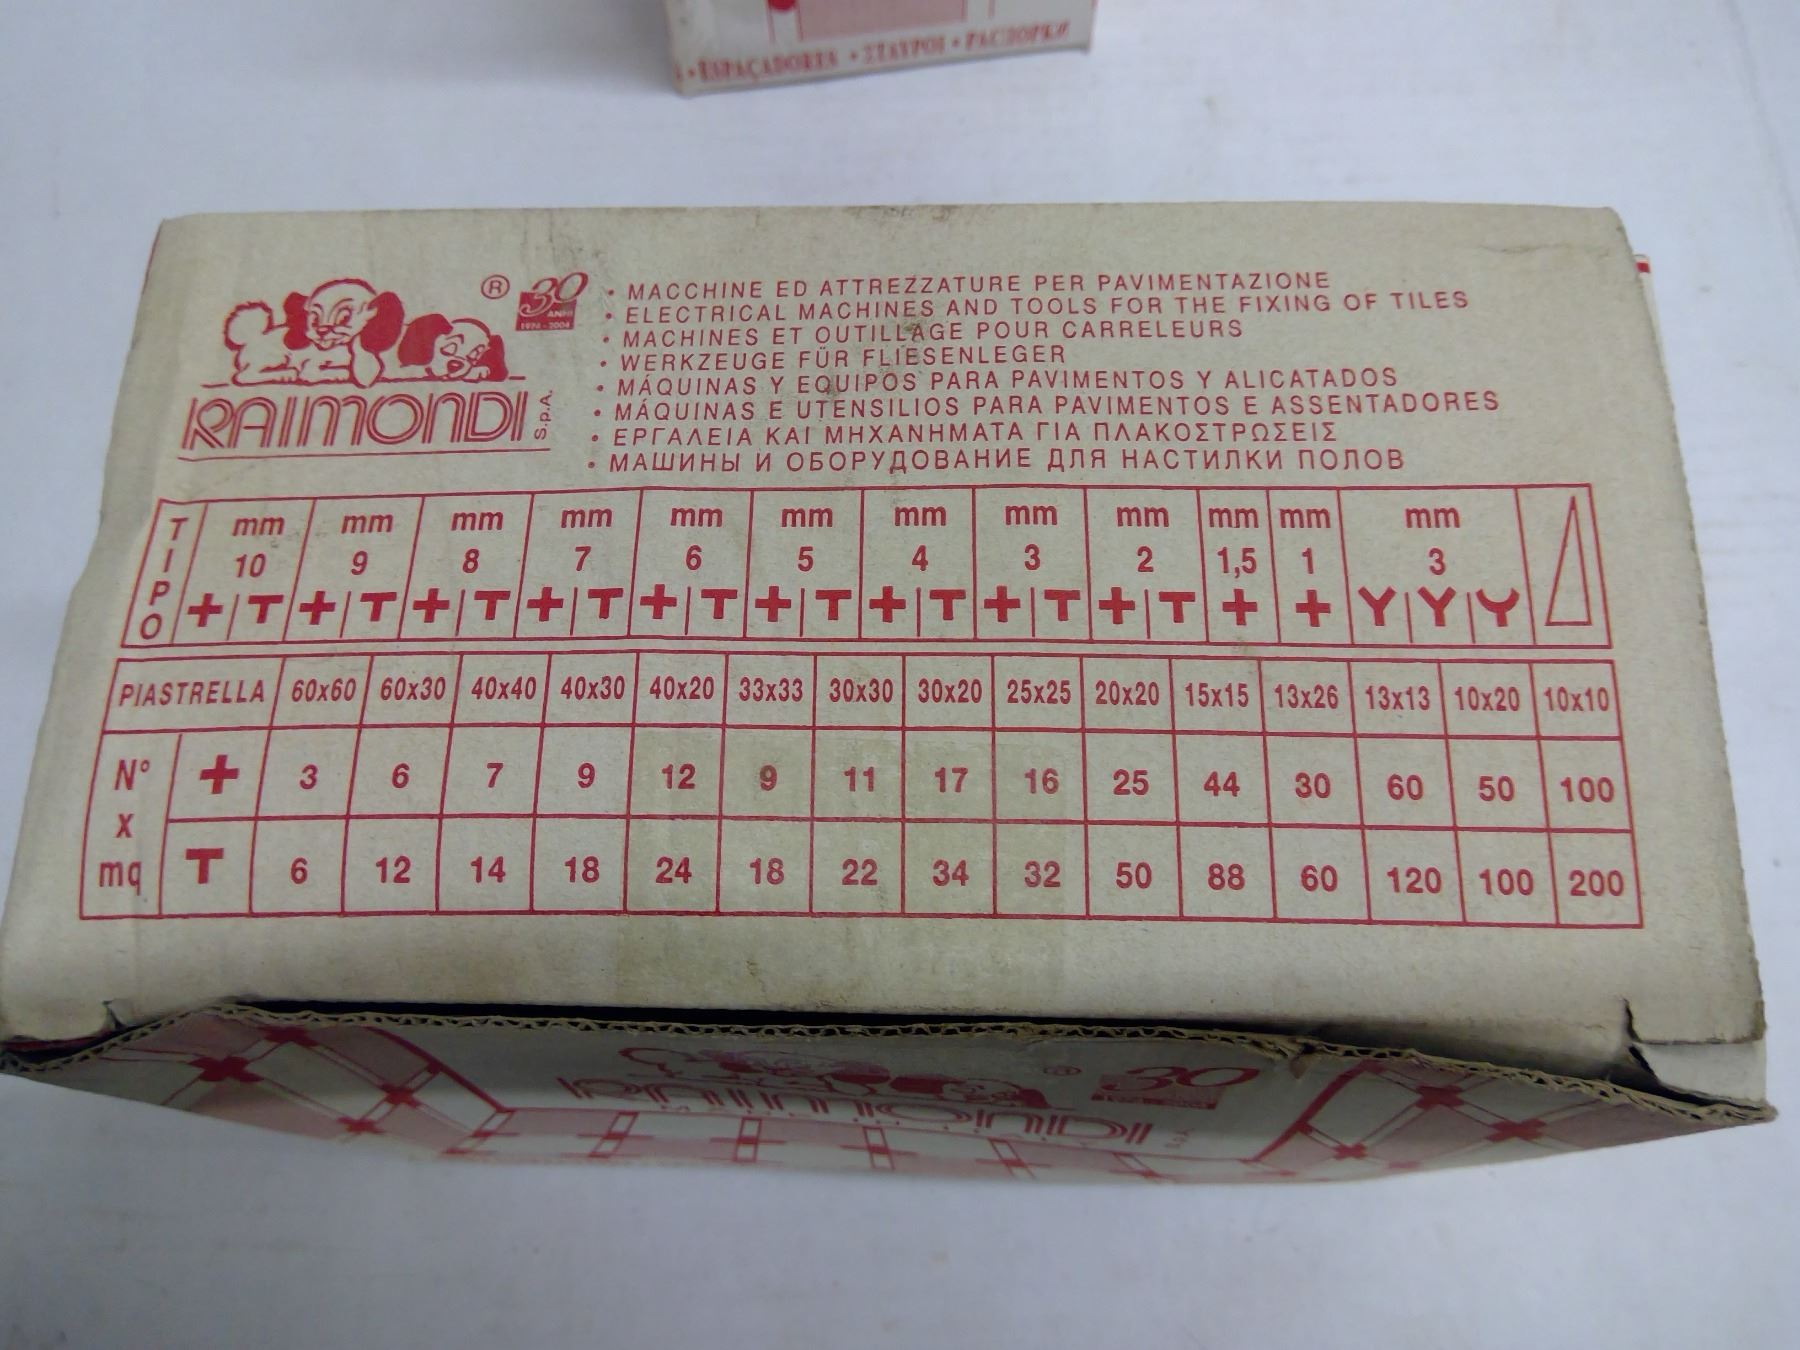 • ESPAÇADORES • ΣΤΑΥΡΟΙ • РАСПОРКИ
® 30
ANNI
1974-2004
RAIMONDI S.p.A.
• MACCHINE ED ATTREZZATURE PER PAVIMENTAZIONE
• ELECTRICAL MACHINES AND TOOLS FOR THE FIXING OF TILES
• MACHINES ET OUTILLAGE POUR CARRELEURS
• WERKZEUGE FÜR FLIESENLEGER
• MÁQUINAS Y EQUIPOS PARA PAVIMENTOS Y ALICATADOS
• MÁQUINAS E UTENSILIOS PARA PAVIMENTOS E ASSENTADORES
• ΕΡΓΑΛΕΙΑ ΚΑΙ ΜΗΧΑΝΗΜΑΤΑ ΓΙΑ ΠΛΑΚΟΣΤΡΩΣΕΙΣ
• МАШИНЫ И ОБОРУДОВАНИЕ ДЛЯ НАСТИЛКИ ПОЛОВ
TIPO
mm mm mm mm mm mm mm mm mm mm mm mm
10 9 8 7 6 5 4 3 2 1,5 1 3
+ T + T + T + T + T + T + T + T + T + + Y Y Y
PIASTRELLA 60x60 60x30 40x40 40x30 40x20 33x33 30x30 30x20 25x25 20x20 15x15 13x26 13x13 10x20 10x10
N° x mq
+ 3 6 7 9 12 9 11 17 16 25 44 30 60 50 100
T 6 12 14 18 24 18 22 34 32 50 88 60 120 100 200
® 30
RAIMONDI S.p.A.